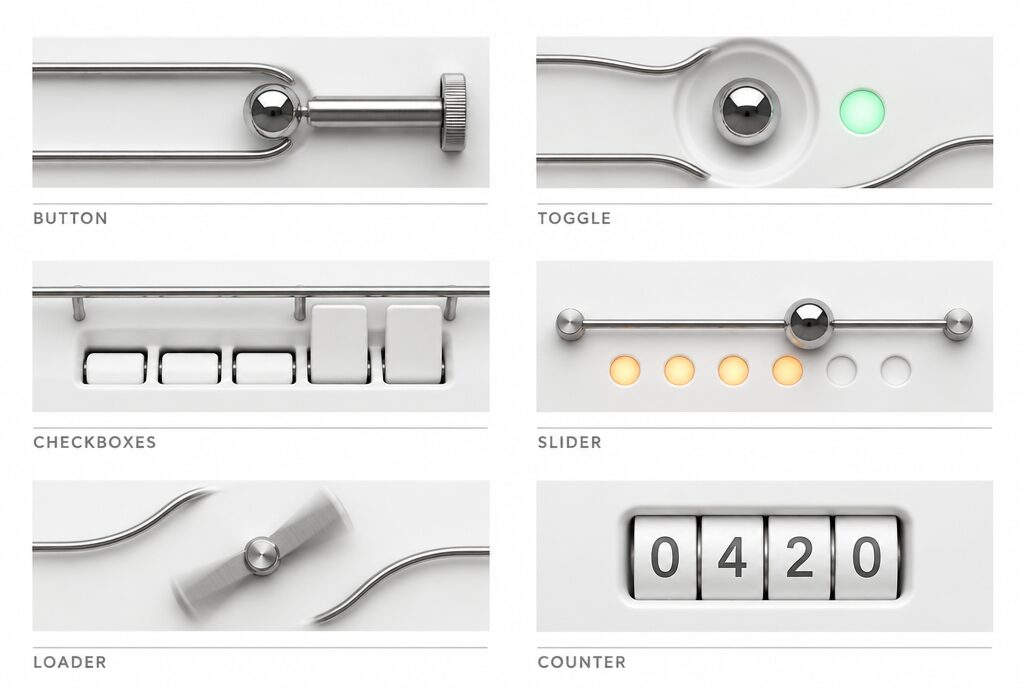 BUTTON
TOGGLE
CHECKBOXES
SLIDER
LOADER
COUNTER
0420